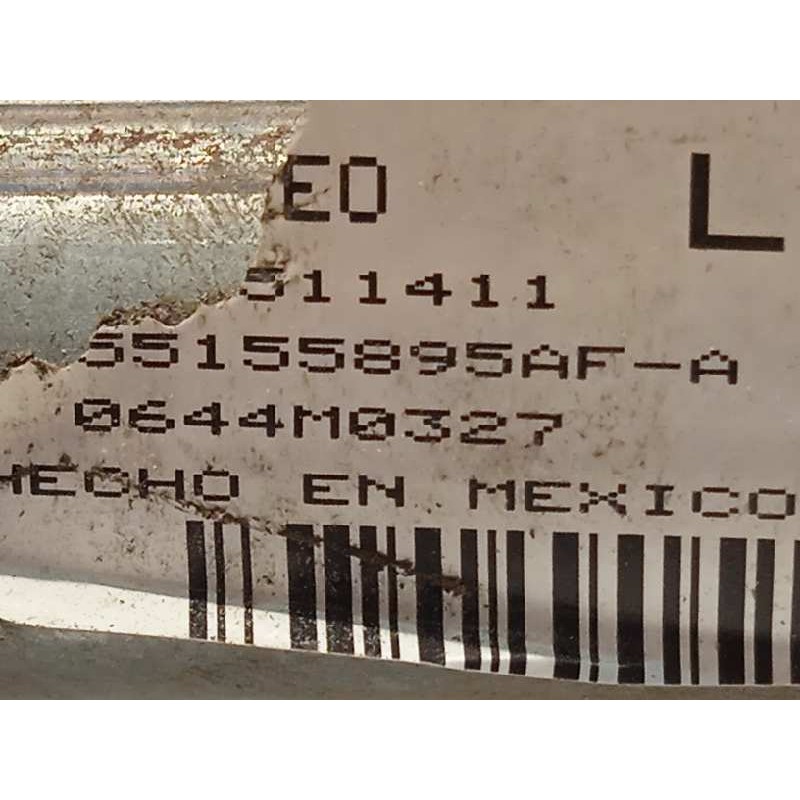 EO L
511411
55155895AF-A
0644M0327
HECHO EN MEXICO